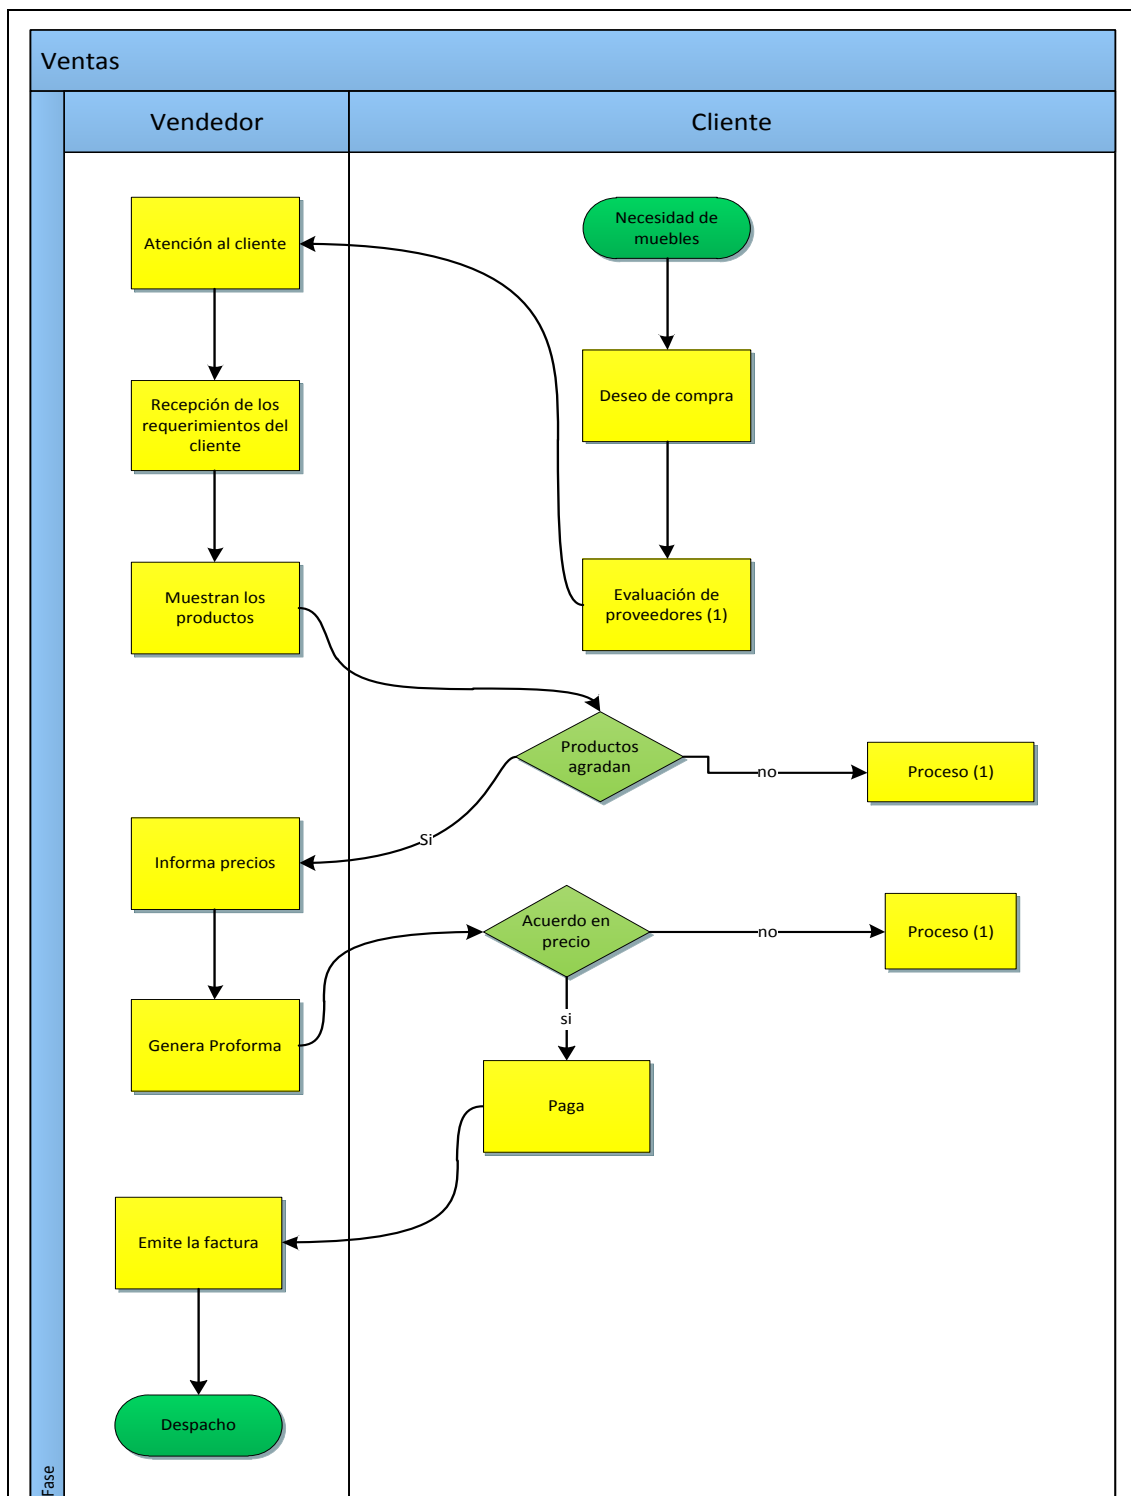 Ventas
Vendedor
Cliente
Necesidad de
muebles
Atención al cliente
Deseo de compra
Recepción de los
requerimientos del
cliente
Evaluación de
proveedores (1)
Muestran los
productos
Productos
agradan
no
Proceso (1)
Si
Informa precios
Acuerdo en
precio
no
Proceso (1)
si
Genera Proforma
Paga
Emite la factura
Despacho
Fase